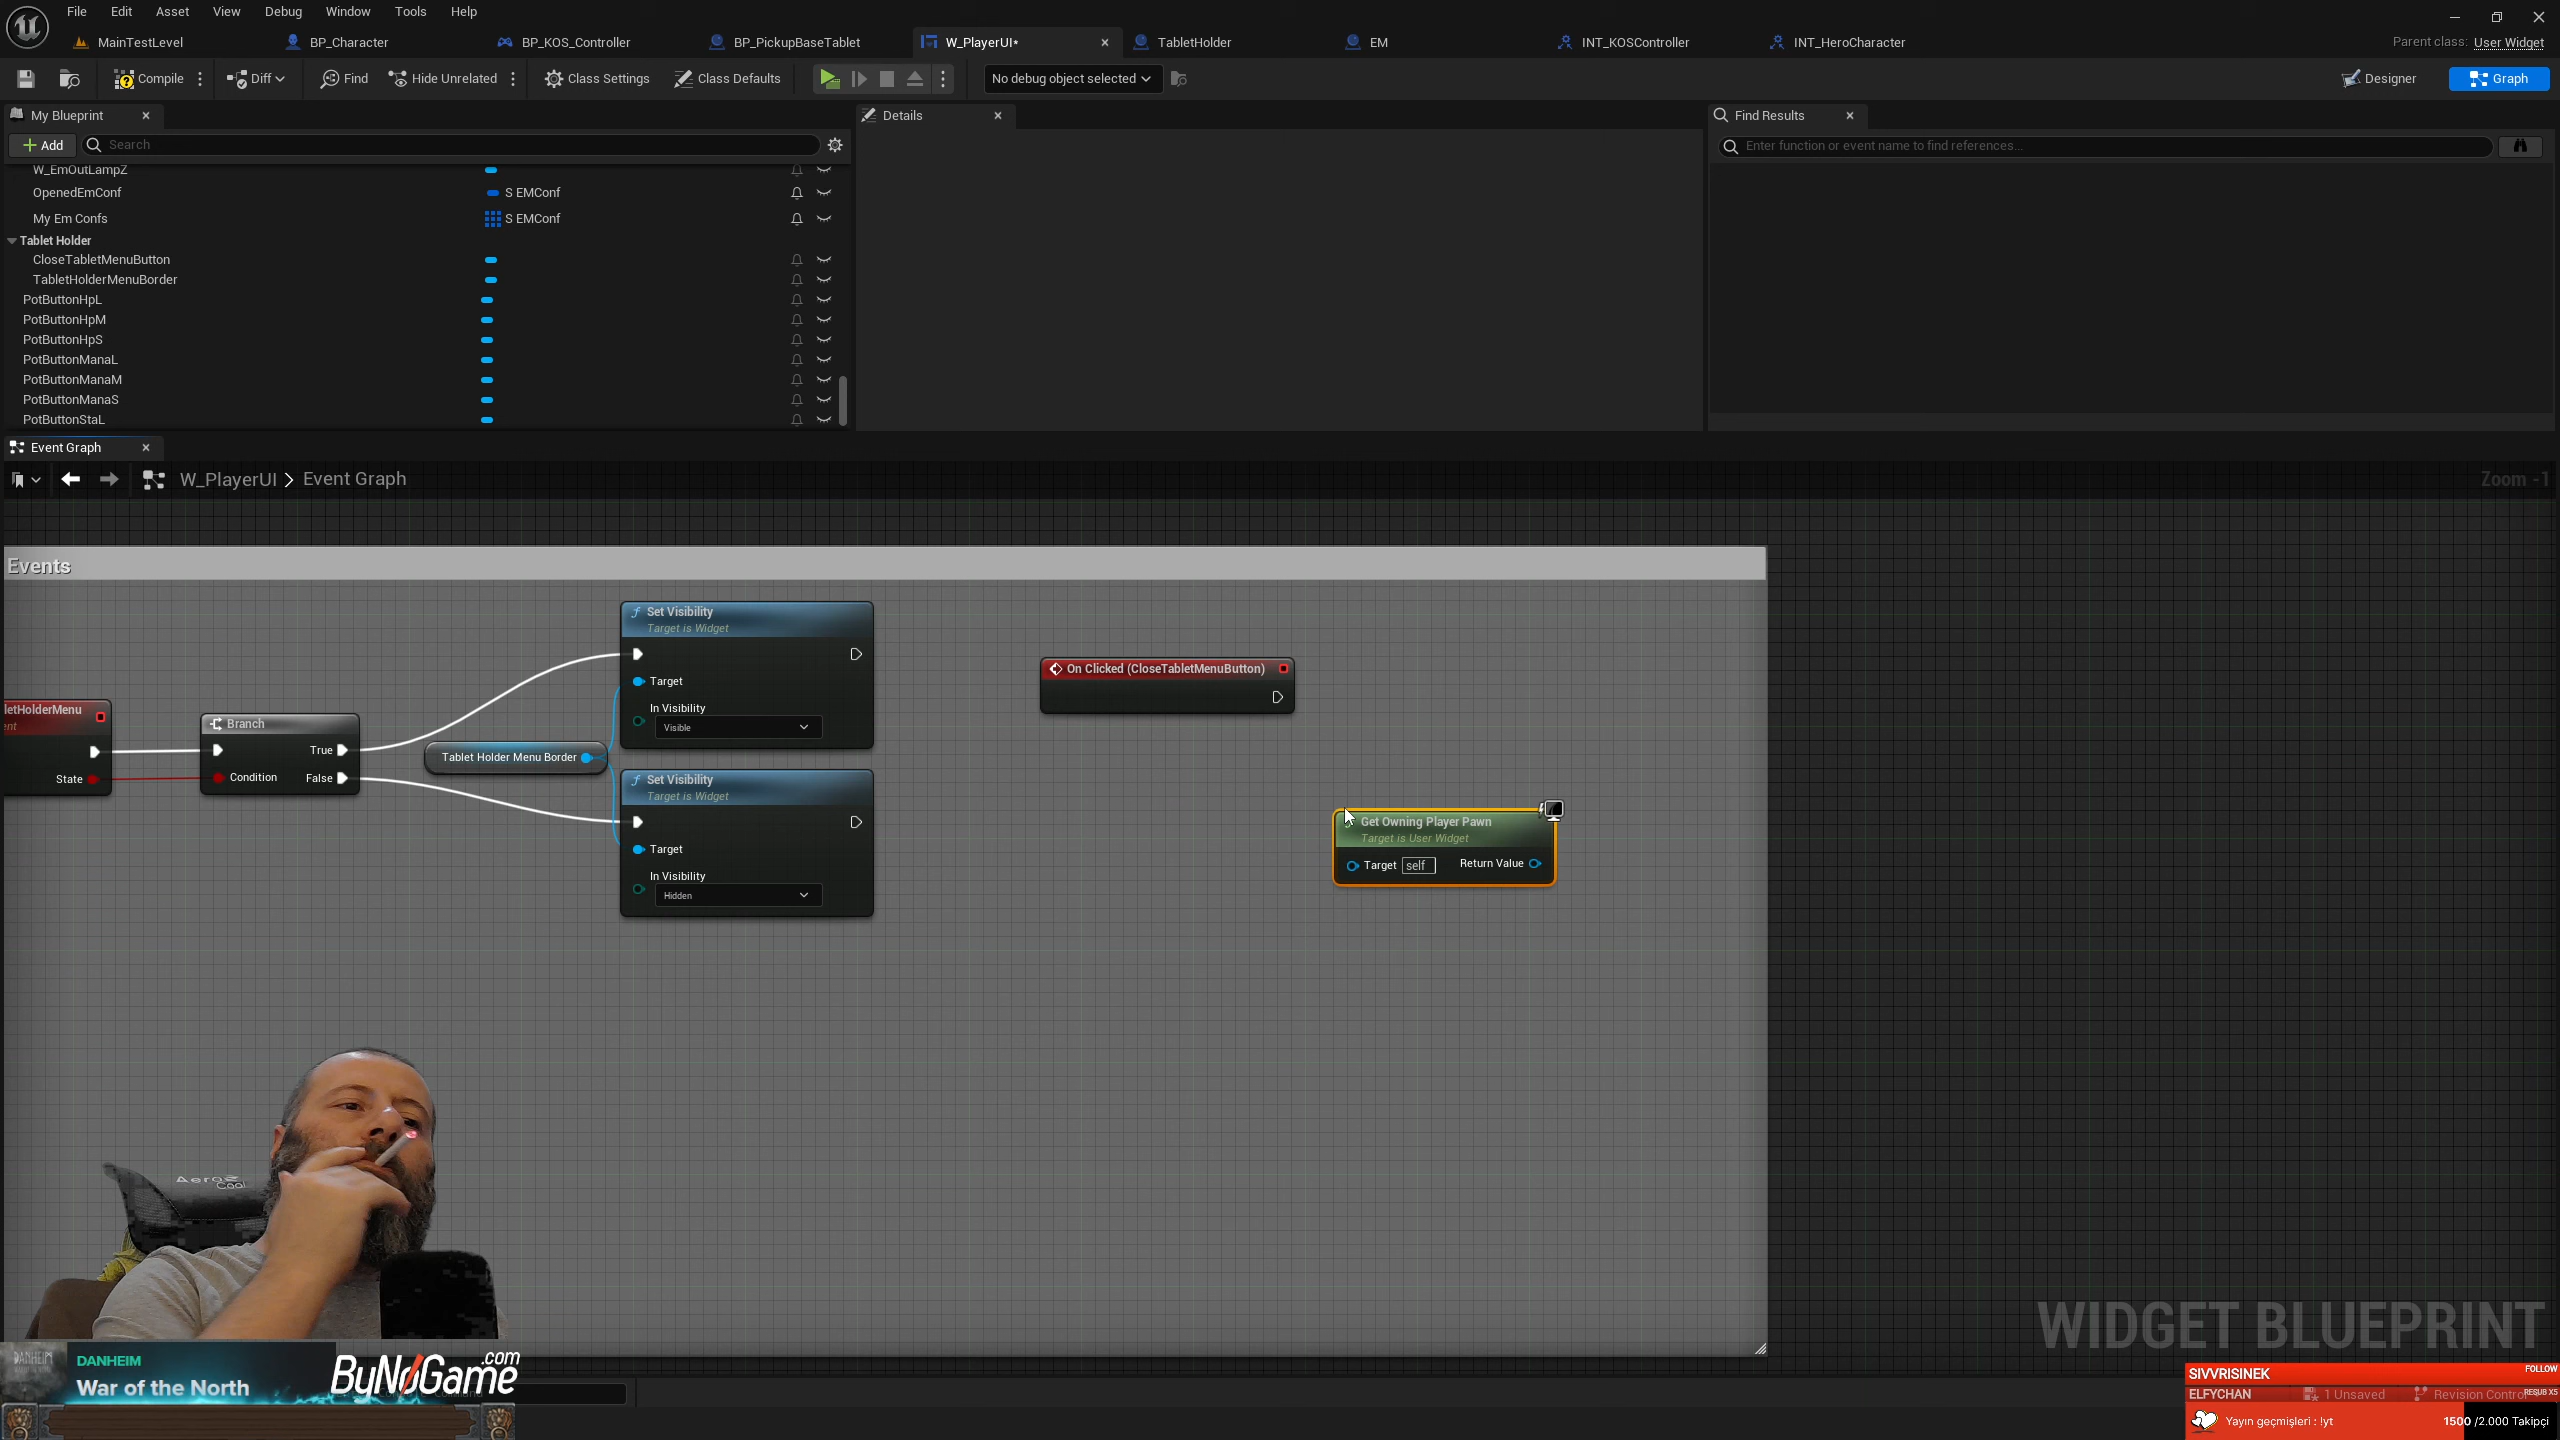 File Edit Asset View Debug Window Tools Help
MainTestLevel BP_Character BP_KOS_Controller BP_PickupBaseTablet W_PlayerUI* TabletHolder EM INT_KOSController INT_HeroCharacter Parent class: User Widget
Compile Diff Find Hide Unrelated Class Settings Class Defaults No debug object selected Designer Graph
My Blueprint Details Find Results
Add Search Enter function or event name to find references...
W_EmOutLampZ
OpenedEmConf S EMConf
My Em Confs S EMConf
Tablet Holder
CloseTabletMenuButton
TabletHolderMenuBorder
PotButtonHpL
PotButtonHpM
PotButtonHpS
PotButtonManaL
PotButtonManaM
PotButtonManaS
PotButtonStaL
Event Graph
W_PlayerUI > Event Graph Zoom -1
Events
Set Visibility
Target is Widget
Target
In Visibility
Visible
On Clicked (CloseTabletMenuButton)
letHolderMenu
ent
State
Branch
True
Condition False
Tablet Holder Menu Border
Set Visibility
Target is Widget
Target
In Visibility
Hidden
Get Owning Player Pawn
Target is User Widget
Target self Return Value
Aero
Cool
WIDGET BLUEPRINT
DANHEIM
War of the North
ByNoGame.com
SIVVRISINEK FOLLOW
ELFYCHAN 1 Unsaved Revision Control RESUB X5
Yayın geçmişleri : !yt 1500 /2.000 Takipçi